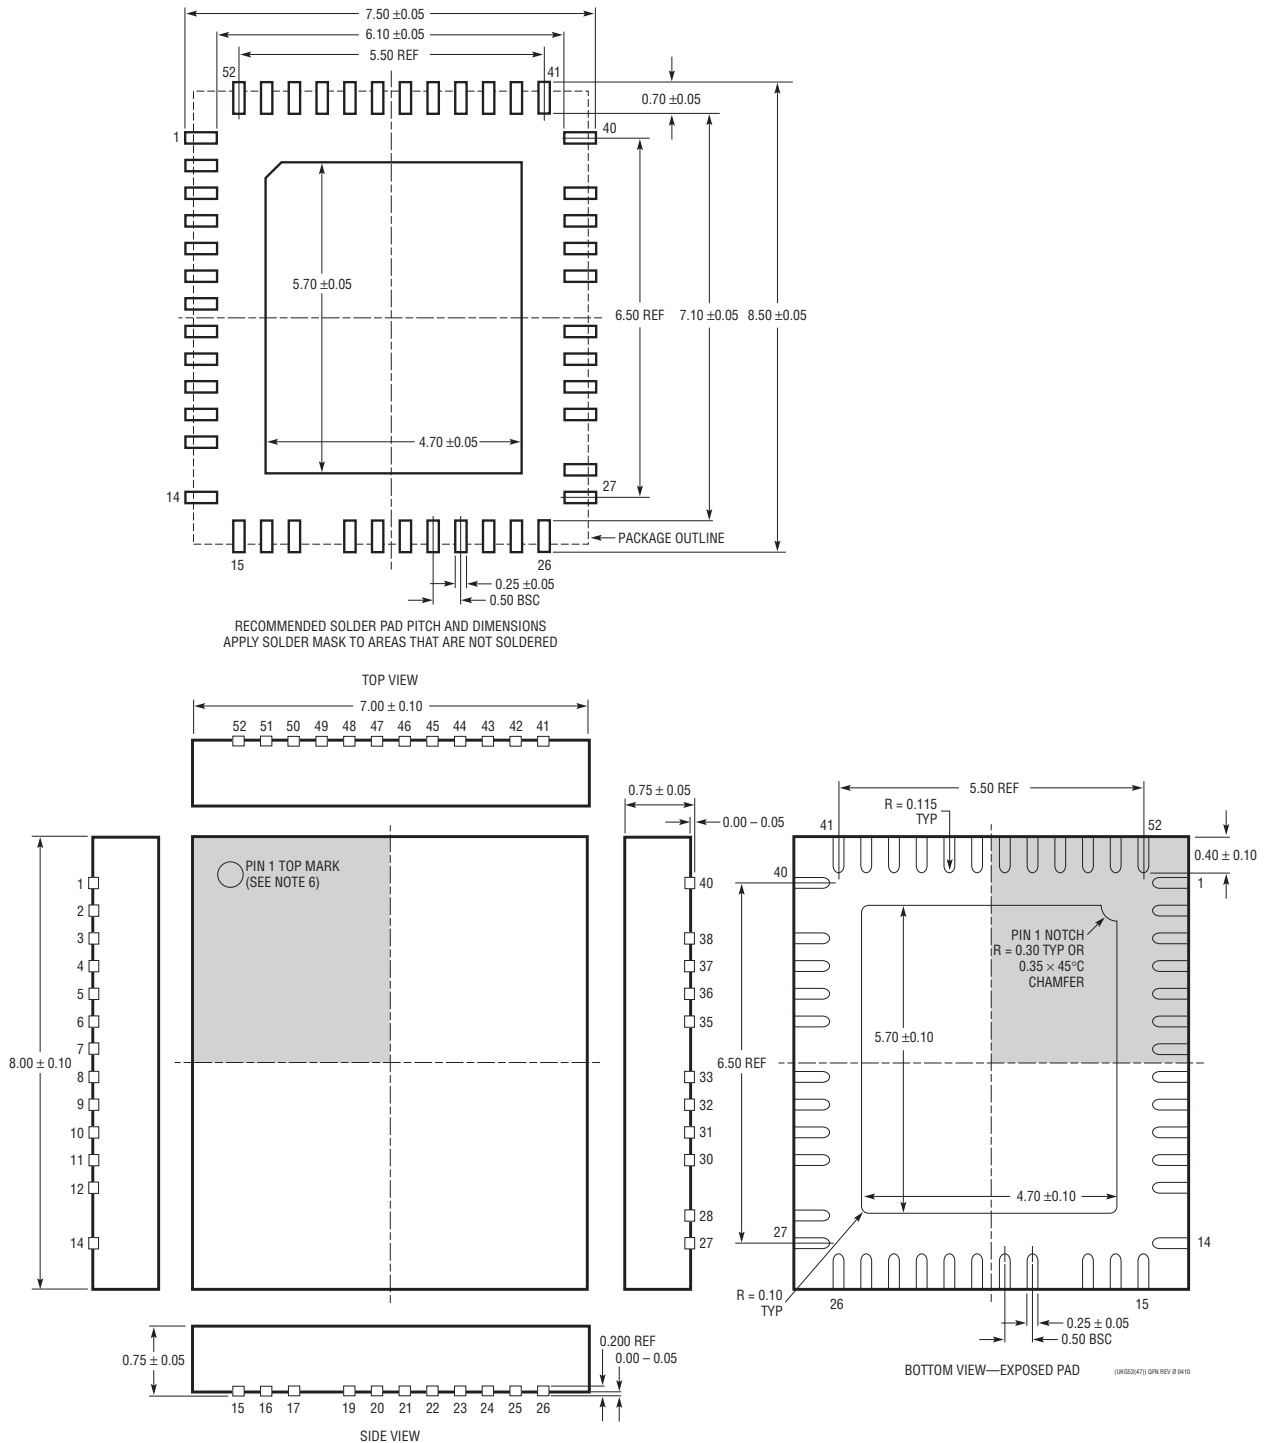 7.50 ±0.05
6.10 ±0.05
5.50 REF
52
41
0.70 ±0.05
1
40
5.70 ±0.05
6.50 REF
7.10 ±0.05
8.50 ±0.05
4.70 ±0.05
14
27
PACKAGE OUTLINE
15
26
0.25 ±0.05
0.50 BSC
RECOMMENDED SOLDER PAD PITCH AND DIMENSIONS
APPLY SOLDER MASK TO AREAS THAT ARE NOT SOLDERED
TOP VIEW
7.00 ± 0.10
52 51 50 49 48 47 46 45 44 43 42 41
8.00 ± 0.10
1
2
3
4
5
6
7
8
9
10
11
12
14
PIN 1 TOP MARK
(SEE NOTE 6)
0.75 ± 0.05
0.00 – 0.05
40
38
37
36
35
33
32
31
30
28
27
6.50 REF
0.75 ± 0.05
0.200 REF
0.00 – 0.05
15 16 17 19 20 21 22 23 24 25 26
SIDE VIEW
5.50 REF
R = 0.115
TYP
41
52
0.40 ± 0.10
40
1
PIN 1 NOTCH
R = 0.30 TYP OR
0.35 × 45°C
CHAMFER
5.70 ±0.10
4.70 ±0.10
27
14
R = 0.10
TYP
26
15
0.25 ± 0.05
0.50 BSC
BOTTOM VIEW—EXPOSED PAD
(UKG52(47)) QFN REV Ø 0410